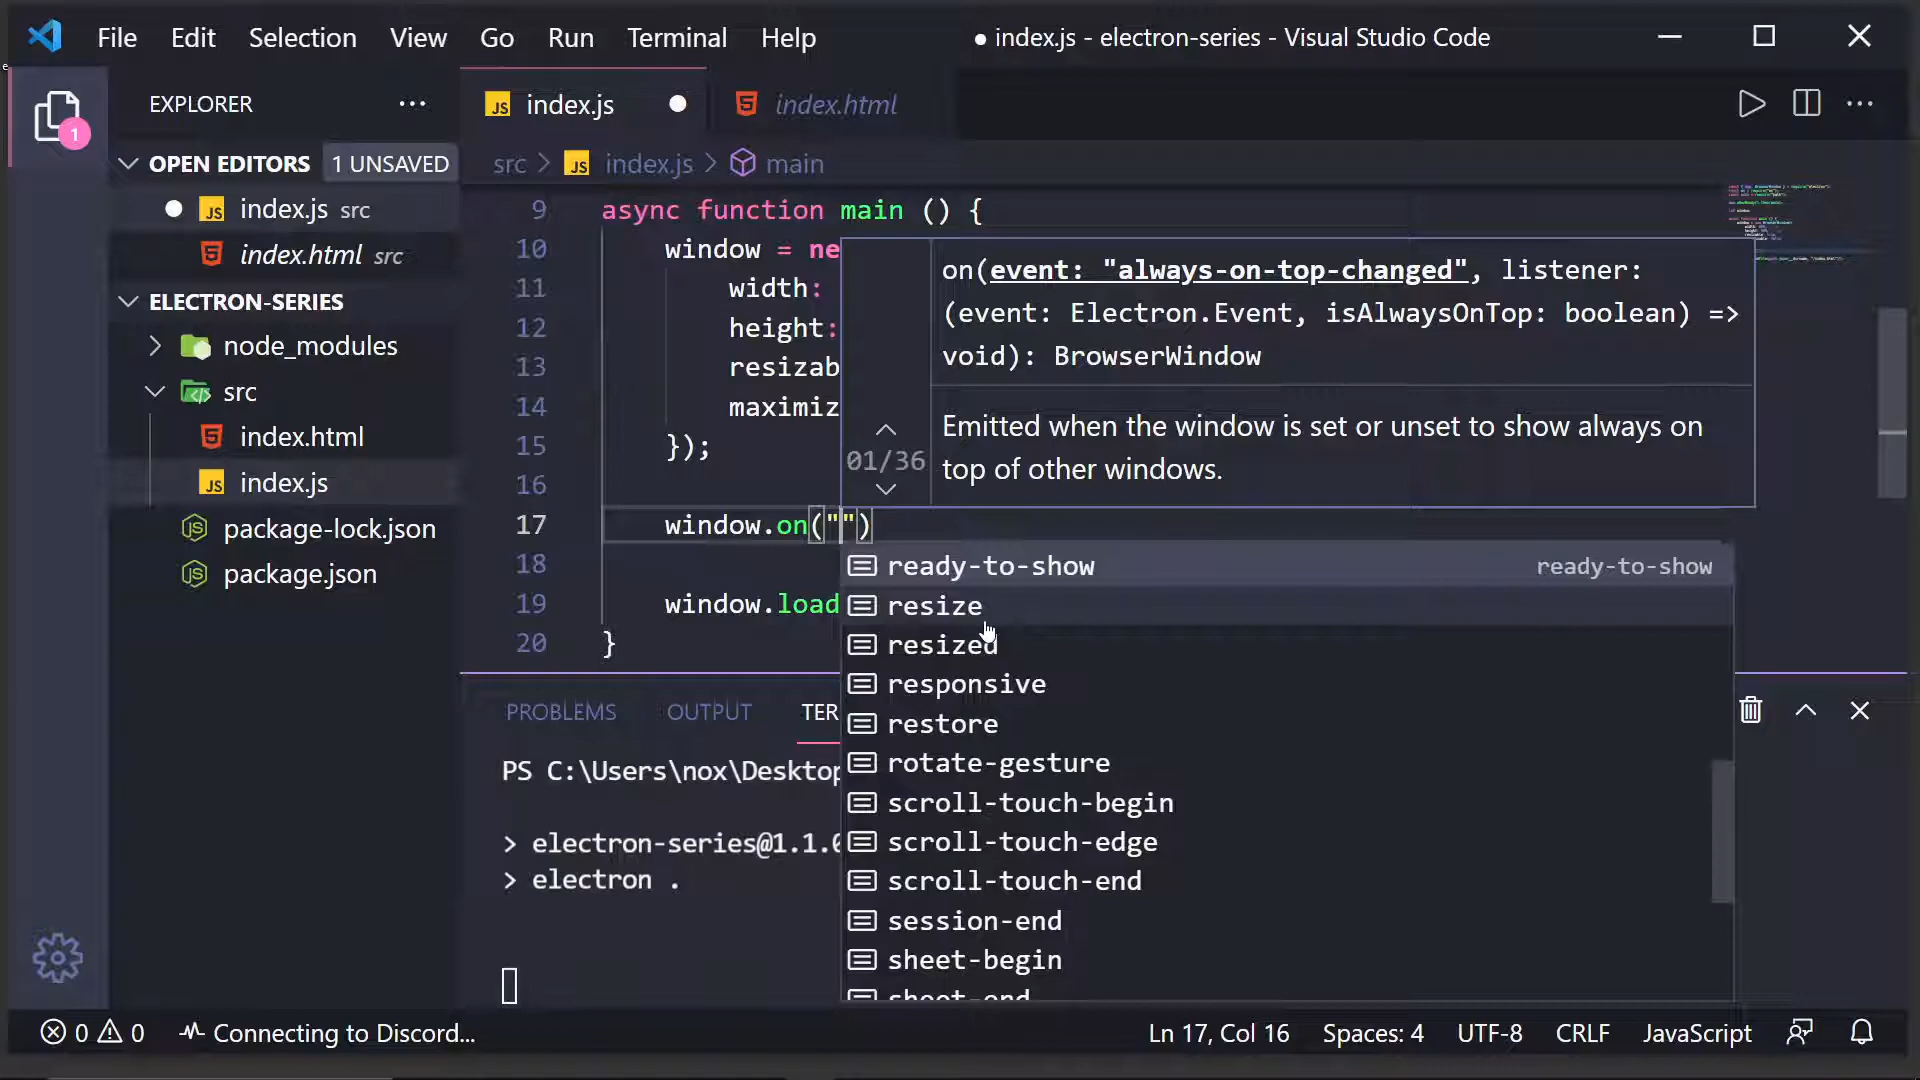 File Edit Selection View Go Run Terminal Help ● index.js - electron-series - Visual Studio Code
e
1
EXPLORER ...
OPEN EDITORS 1 UNSAVED
JS index.js src
index.html src
ELECTRON-SERIES
node_modules
src
index.html
JS index.js
package-lock.json
package.json
JS index.js ●
index.html
src > JS index.js > main
9 async function main () {
10 window = ne
11 width:
12 height:
13 resizab
14 maximiz
15 });
16
17 window.on("")
18
19 window.load
20 }
on(event: "always-on-top-changed", listener:
(event: Electron.Event, isAlwaysOnTop: boolean) =>
void): BrowserWindow
01/36
Emitted when the window is set or unset to show always on
top of other windows.
ready-to-show ready-to-show
resize
resized
responsive
restore
rotate-gesture
scroll-touch-begin
scroll-touch-edge
scroll-touch-end
session-end
sheet-begin
sheet-end
PROBLEMS OUTPUT TER
PS C:\Users\nox\Desktop
> electron-series@1.1.0
> electron .
0 0 Connecting to Discord... Ln 17, Col 16 Spaces: 4 UTF-8 CRLF JavaScript